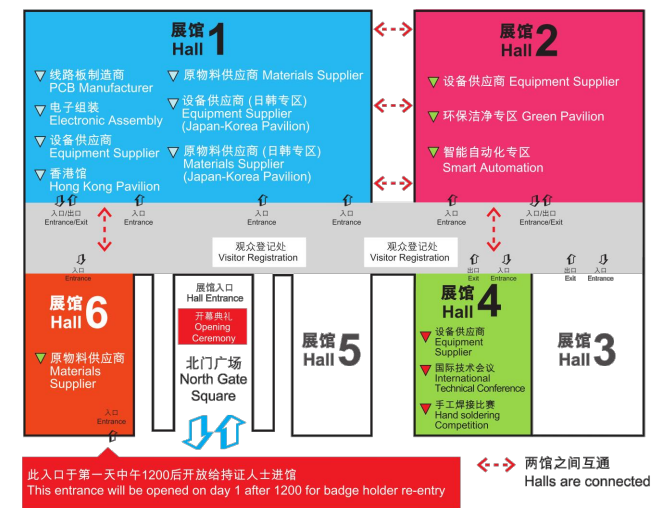 展馆
Hall 1
线路板制造商
PCB Manufacturer
电子组装
Electronic Assembly
设备供应商
Equipment Supplier
香港馆
Hong Kong Pavilion
原物料供应商 Materials Supplier
设备供应商 (日韩专区)
Equipment Supplier
(Japan-Korea Pavilion)
原物料供应商 (日韩专区)
Materials Supplier
(Japan-Korea Pavilion)
展馆
Hall 2
设备供应商 Equipment Supplier
环保洁净专区 Green Pavilion
智能自动化专区
Smart Automation
入口/出口
Entrance/Exit
入口
Entrance
入口
Entrance
入口
Entrance
入口
Entrance
入口/出口
Entrance/Exit
观众登记处
Visitor Registration
观众登记处
Visitor Registration
入口
Entrance
出口
Exit
入口
Entrance
出口
Exit
入口
Entrance
展馆
Hall 6
原物料供应商
Materials
Supplier
入口
Entrance
展馆入口
Hall Entrance
开幕典礼
Opening
Ceremony
北门广场
North Gate
Square
展馆
Hall 5
展馆
Hall 4
设备供应商
Equipment
Supplier
国际技术会议
International
Technical Conference
手工焊接比赛
Hand soldering
Competition
展馆
Hall 3
此入口于第一天中午1200后开放给持证人士进馆
This entrance will be opened on day 1 after 1200 for badge holder re-entry
两馆之间互通
Halls are connected